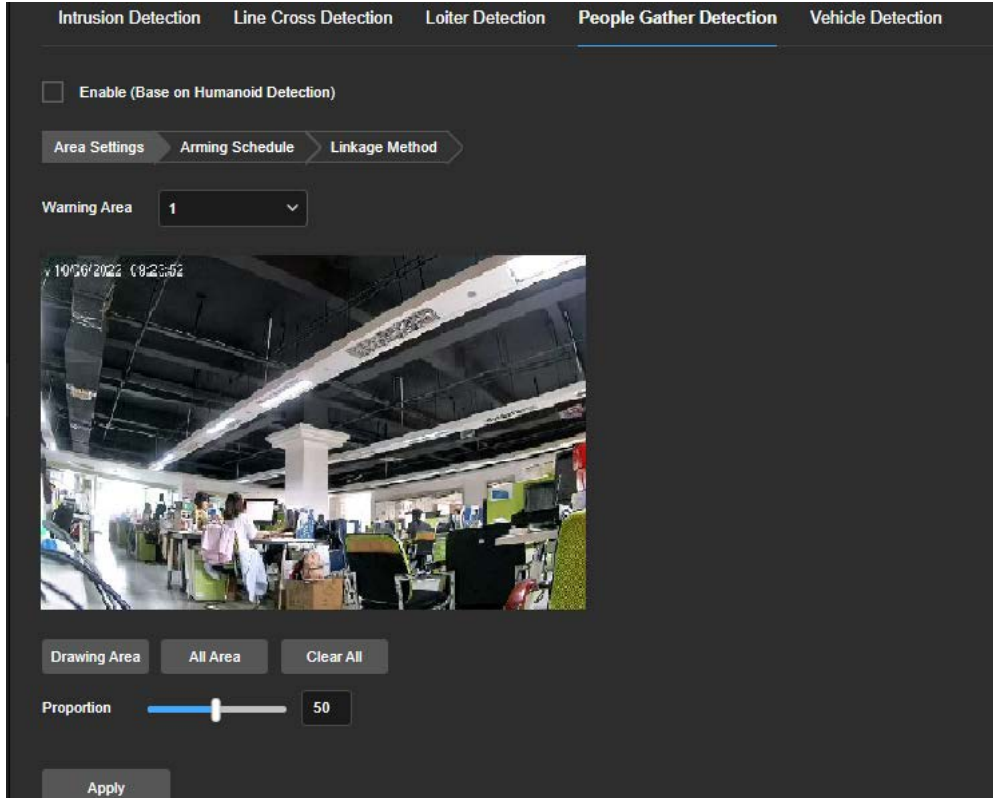 Intrusion Detection Line Cross Detection Loiter Detection People Gather Detection Vehicle Detection
Enable (Base on Humanoid Detection)
Area Settings Arming Schedule Linkage Method
Warning Area 1
Drawing Area All Area Clear All
Proportion 50
Apply